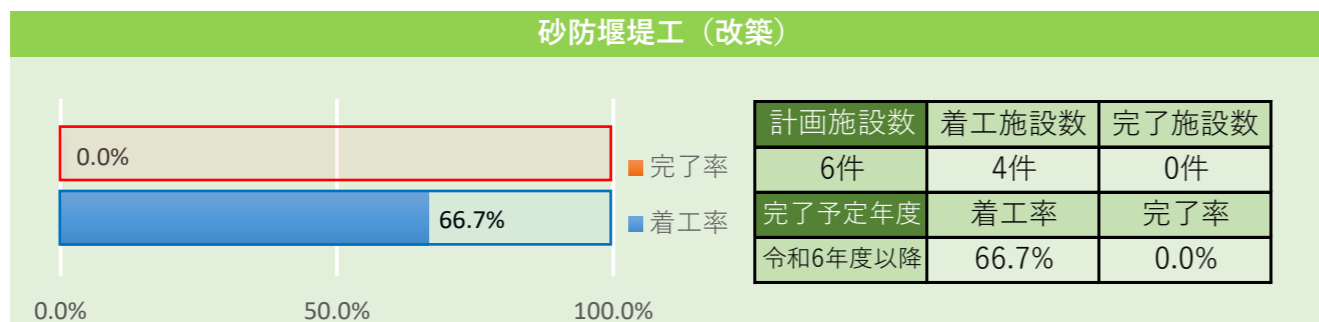 砂防堰堤工（改築）
0.0%
66.7%
0.0%
50.0%
100.0%
完了率
着工率
計画施設数 着工施設数 完了施設数
6件 4件 0件
完了予定年度 着工率 完了率
令和6年度以降 66.7% 0.0%